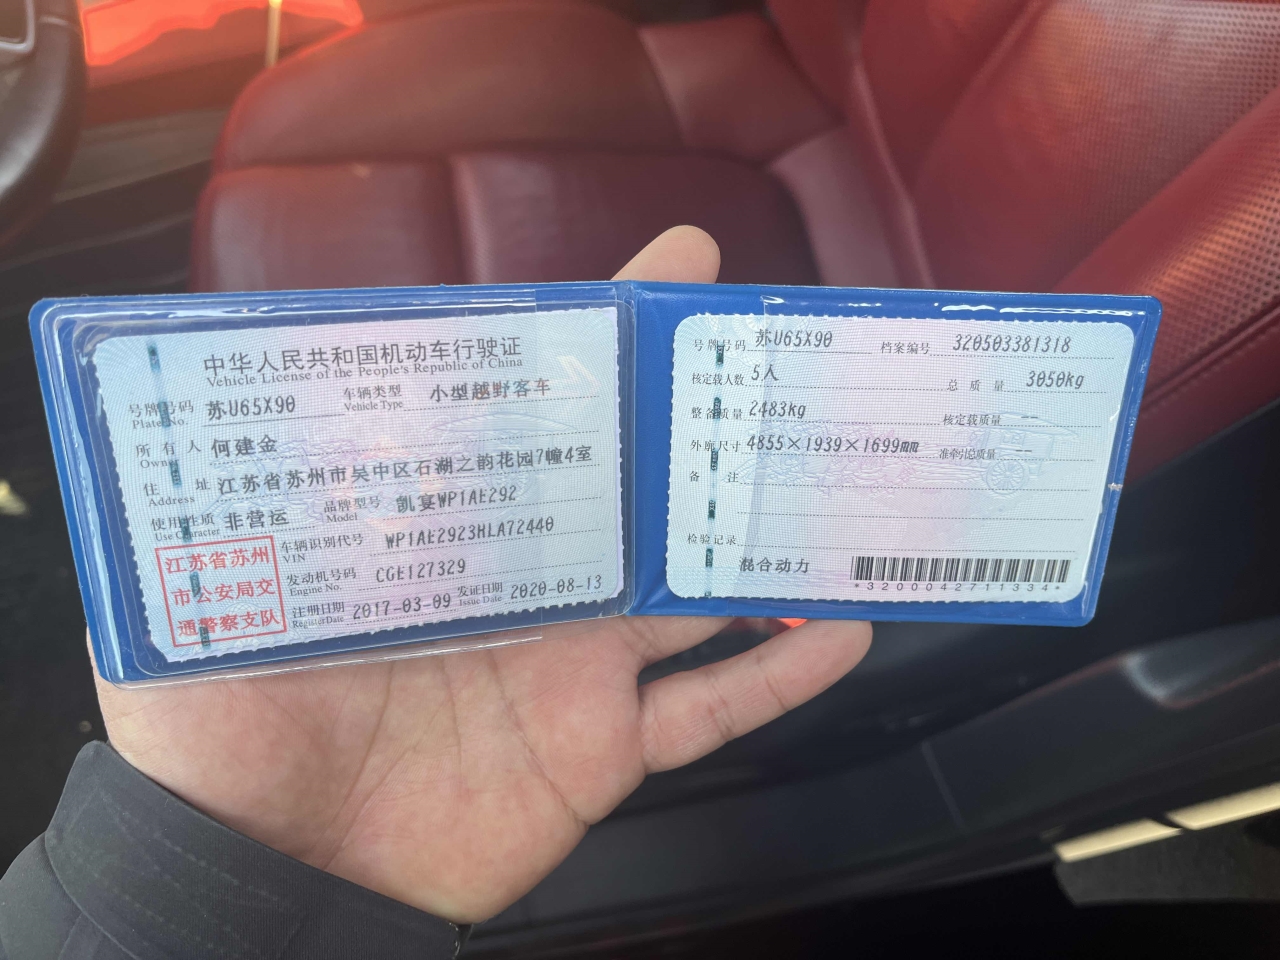 中华人民共和国机动车行驶证
Vehicle License of the People's Republic of China
号牌号码 苏U65X90 车辆类型 小型越野客车
Plate No. Vehicle Type
所有人 何建金
Owner
住址 江苏省苏州市吴中区石湖之韵花园7幢4室
Address
使用性质 非营运 品牌型号 凯宴WP1AE292
Use Character Model
江苏省苏州
市公安局交
通警察支队
车辆识别代号 WP1AE2923HLA72440
VIN
发动机号码 CGE127329
Engine No.
注册日期 2017-03-09 发证日期 2020-08-13
Register Date Issue Date
号牌号码 苏U65X90 档案编号 320503381318
核定载人数 5人 总质量 3050kg
整备质量 2483kg 核定载质量 --
外廓尺寸 4855×1939×1699mm 准牵引总质量 --
备注
检验记录
混合动力
*3200042711334*